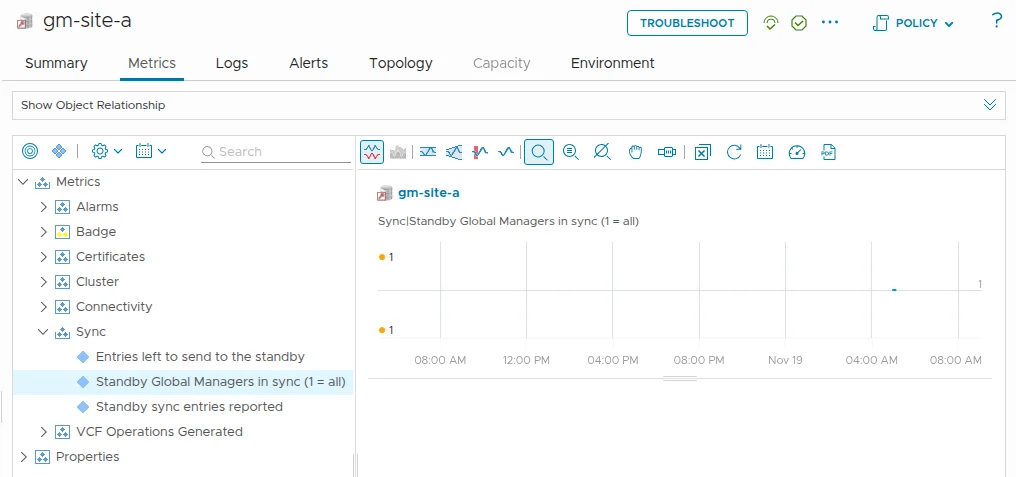 gm-site-a
TROUBLESHOOT
POLICY
?
Summary
Metrics
Logs
Alerts
Topology
Capacity
Environment
Show Object Relationship
Search
Metrics
Alarms
Badge
Certificates
Cluster
Connectivity
Sync
Entries left to send to the standby
Standby Global Managers in sync (1 = all)
Standby sync entries reported
VCF Operations Generated
Properties
PDF
gm-site-a
Sync|Standby Global Managers in sync (1 = all)
1
1
1
08:00 AM
12:00 PM
04:00 PM
08:00 PM
Nov 19
04:00 AM
08:00 AM